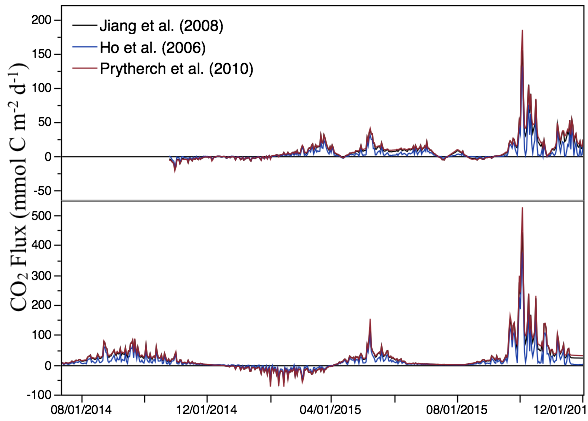 Jiang et al. (2008)
Ho et al. (2006)
Prytherch et al. (2010)
CO2 Flux (mmol C m-2 d-1)
200
150
100
50
0
-50
500
400
300
200
100
0
-100
08/01/2014 12/01/2014 04/01/2015 08/01/2015 12/01/201